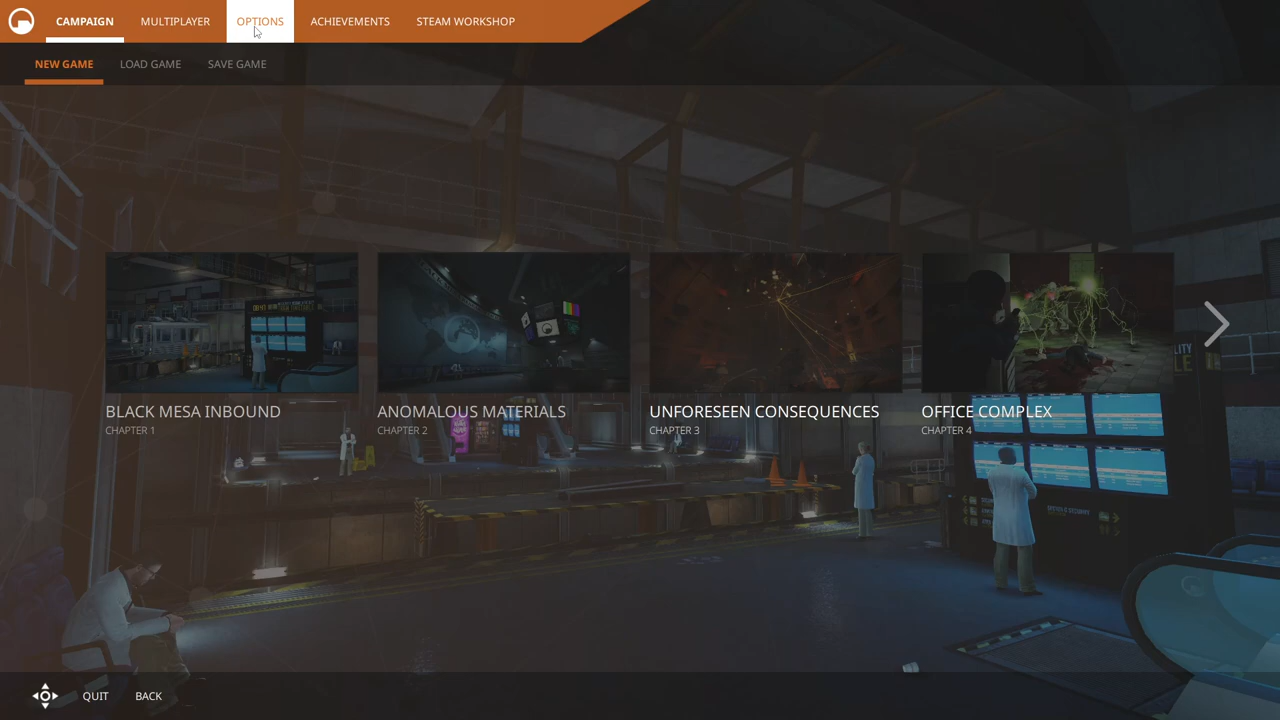 CAMPAIGN MULTIPLAYER OPTIONS ACHIEVEMENTS STEAM WORKSHOP
NEW GAME LOAD GAME SAVE GAME
BLACK MESA INBOUND
CHAPTER 1
ANOMALOUS MATERIALS
CHAPTER 2
UNFORESEEN CONSEQUENCES
CHAPTER 3
OFFICE COMPLEX
CHAPTER 4
QUIT BACK